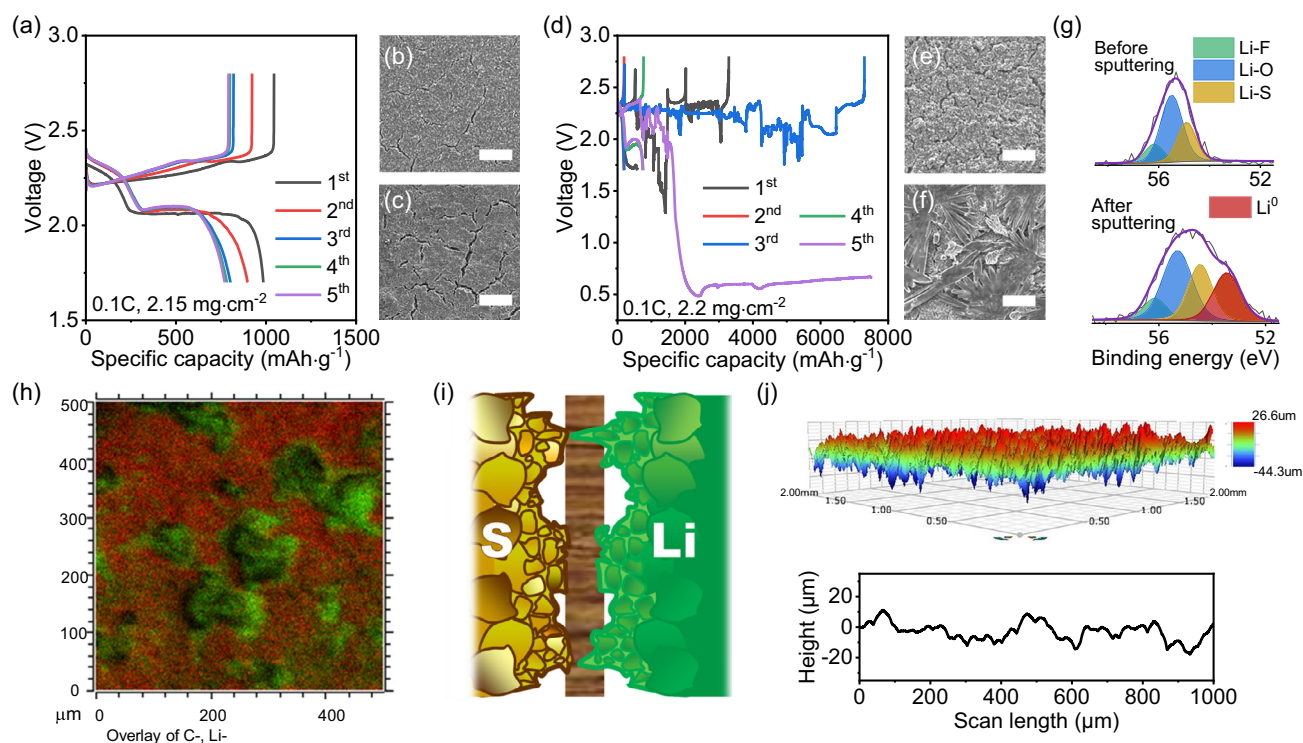 (a)
3.0
2.5
2.0
1.5
Voltage (V)
1st
2nd
3rd
4th
5th
0.1C, 2.15 mg·cm-2
0 500 1000 1500
Specific capacity (mAh·g-1)
(b)
(c)
(d)
3.0
2.5
2.0
1.5
1.0
0.5
Voltage (V)
1st
2nd 4th
3rd 5th
0.1C, 2.2 mg·cm-2
0 2000 4000 6000 8000
Specific capacity (mAh·g-1)
(e)
(f)
(g)
Before
sputtering
Li-F
Li-O
Li-S
56 52
After
sputtering
Li0
56 52
Binding energy (eV)
(h)
500
400
300
200
100
0
μm 0 200 400
Overlay of C-, Li-
(i)
S Li
(j)
26.6um
-44.3um
2.00mm 1.50 1.00 0.50 0.50 1.00 1.50 2.00mm
20
0
-20
Height (μm)
0 200 400 600 800 1000
Scan length (μm)